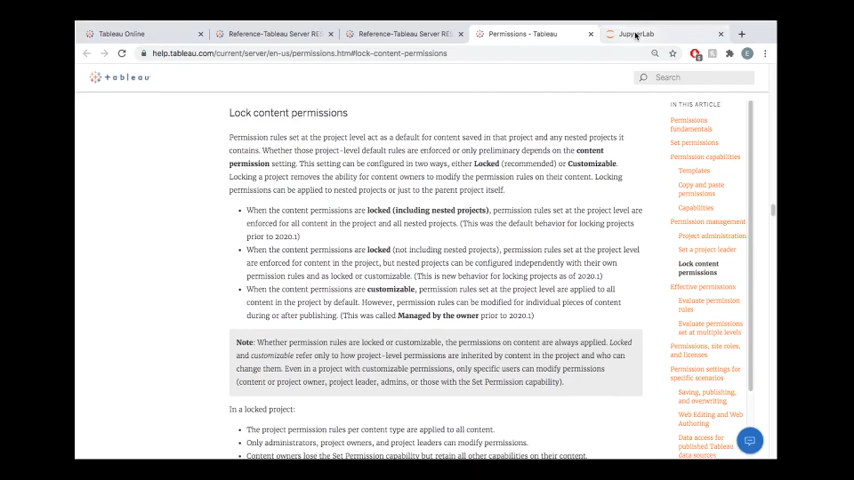 Tableau Online
Reference-Tableau Server RES
Reference-Tableau Server RES
Permissions - Tableau
JupyterLab
help.tableau.com/current/server/en-us/permissions.htm#lock-content-permissions
E
tableau
Search
Lock content permissions
Permission rules set at the project level act as a default for content saved in that project and any nested projects it
contains. Whether those project-level default rules are enforced or only preliminary depends on the content
permission setting. This setting can be configured in two ways, either Locked (recommended) or Customizable.
Locking a project removes the ability for content owners to modify the permission rules on their content. Locking
permissions can be applied to nested projects or just to the parent project itself.
• When the content permissions are locked (including nested projects), permission rules set at the project level are
enforced for all content in the project and all nested projects. (This was the default behavior for locking projects
prior to 2020.1)
• When the content permissions are locked (not including nested projects), permission rules set at the project level
are enforced for content in the project, but nested projects can be configured independently with their own
permission rules and as locked or customizable. (This is new behavior for locking projects as of 2020.1)
• When the content permissions are customizable, permission rules set at the project level are applied to all
content in the project by default. However, permission rules can be modified for individual pieces of content
during or after publishing. (This was called Managed by the owner prior to 2020.1)
Note: Whether permission rules are locked or customizable, the permissions on content are always applied. Locked
and customizable refer only to how project-level permissions are inherited by content in the project and who can
change them. Even in a project with customizable permissions, only specific users can modify permissions
(content or project owner, project leader, admins, or those with the Set Permission capability).
In a locked project:
• The project permission rules per content type are applied to all content.
• Only administrators, project owners, and project leaders can modify permissions.
• Content owners lose the Set Permission capability but retain all other capabilities on their content.
IN THIS ARTICLE
Permissions
fundamentals
Set permissions
Permission capabilities
Templates
Copy and paste
permissions
Capabilities
Permission management
Project administration
Set a project leader
Lock content
permissions
Effective permissions
Evaluate permission
rules
Evaluate permissions
set at multiple levels
Permissions, site roles,
and licenses
Permission settings for
specific scenarios
Saving, publishing,
and overwriting
Web Editing and Web
Authoring
Data access for
published Tableau
data sources